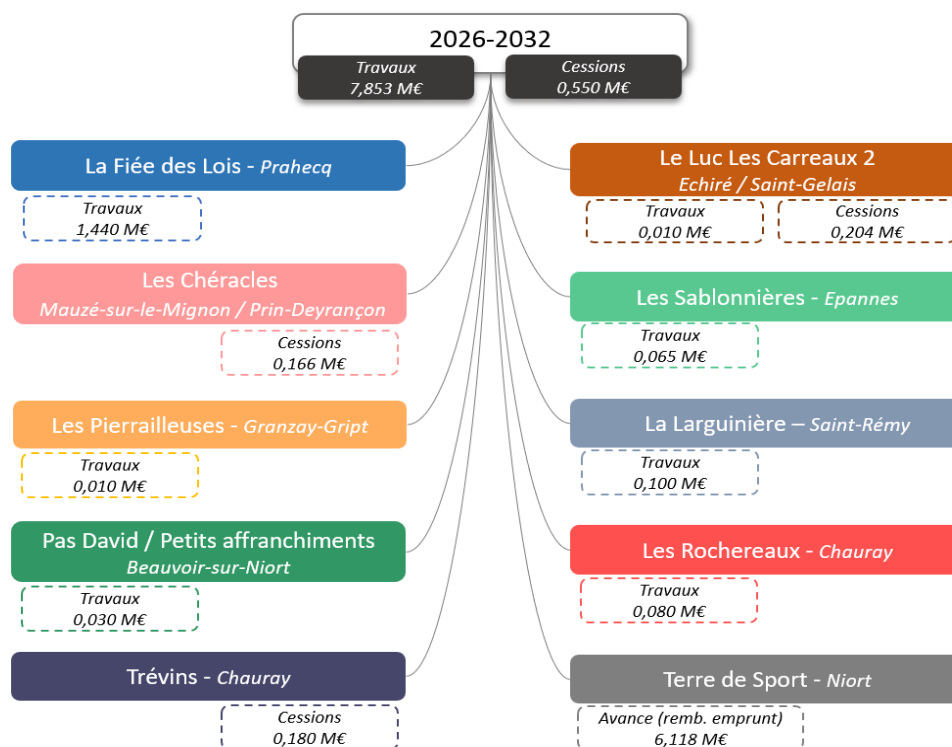 2026-2032
Travaux
7,853 M€
Cessions
0,550 M€
La Fiée des Lois - Prahecq
Travaux
1,440 M€
Les Chéracles
Mauzé-sur-le-Mignon / Prin-Deyrançon
Cessions
0,166 M€
Les Pierrailleuses - Granzay-Gript
Travaux
0,010 M€
Pas David / Petits affranchiments
Beauvoir-sur-Niort
Travaux
0,030 M€
Trévins - Chauray
Cessions
0,180 M€
Le Luc Les Carreaux 2
Echiré / Saint-Gelais
Travaux
0,010 M€
Cessions
0,204 M€
Les Sablonnières - Epannes
Travaux
0,065 M€
La Larguinière – Saint-Rémy
Travaux
0,100 M€
Les Rochereaux - Chauray
Travaux
0,080 M€
Terre de Sport - Niort
Avance (remb. emprunt)
6,118 M€